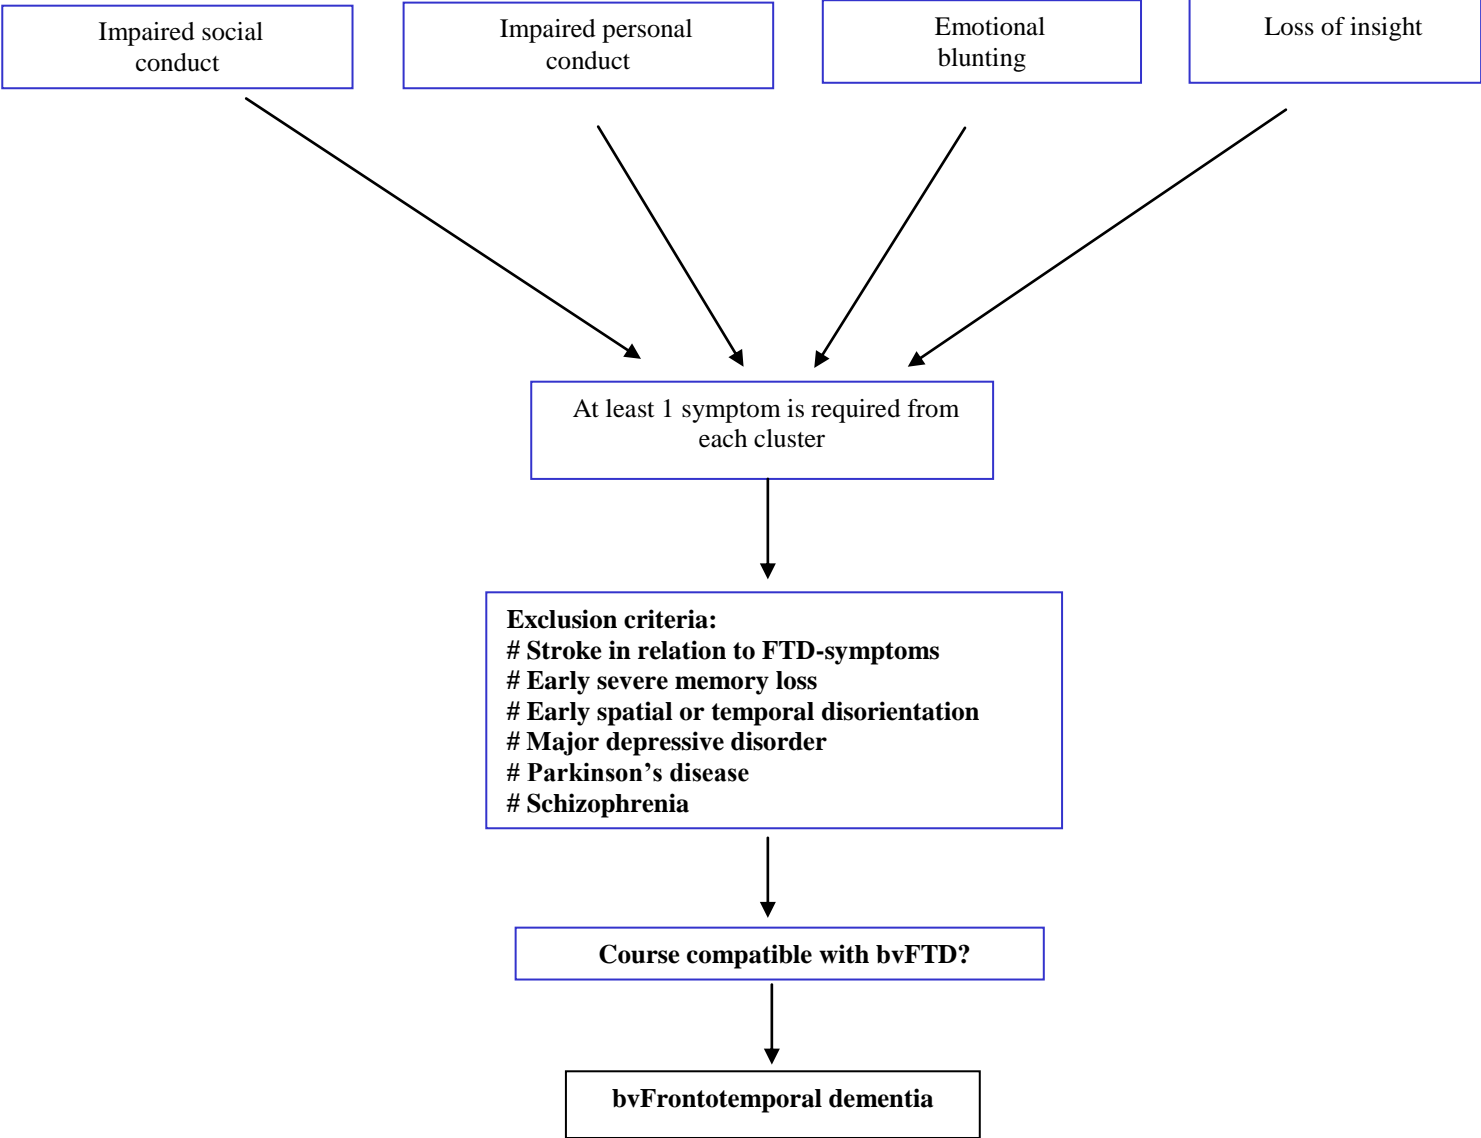 Impaired social
conduct
Impaired personal
conduct
Emotional
blunting
Loss of insight
At least 1 symptom is required from
each cluster
Exclusion criteria:
# Stroke in relation to FTD-symptoms
# Early severe memory loss
# Early spatial or temporal disorientation
# Major depressive disorder
# Parkinson’s disease
# Schizophrenia
Course compatible with bvFTD?
bvFrontotemporal dementia